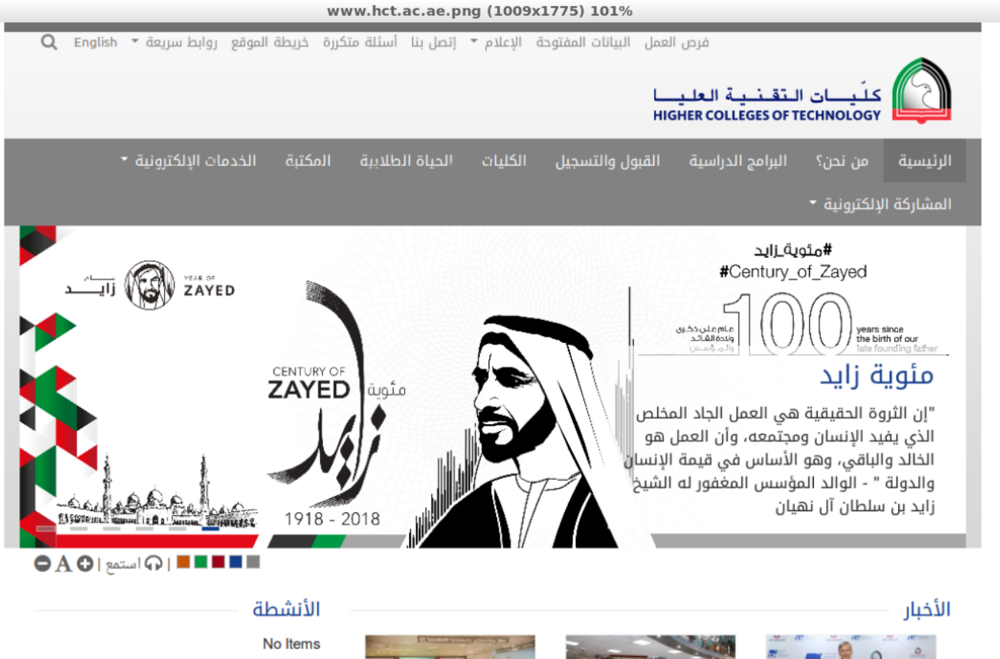 www.hct.ac.ae.png (1009x1775) 101%
فرص العمل البيانات المفتوحة الإعلام إتصل بنا أسئلة متكررة خريطة الموقع روابط سريعة English
كلّيات التقنية العليا
HIGHER COLLEGES OF TECHNOLOGY
الرئيسية من نحن؟ البرامج الدراسية القبول والتسجيل الكليات الحياة الطلابية المكتبة الخدمات الإلكترونية
المشاركة الإلكترونية
#مئوية_زايد
#Century_of_Zayed
100
عام على ذكرى
ولادة القائد
والمؤسس
years since
the birth of our
late founding father
عام
زايد
YEAR OF
ZAYED
CENTURY OF
ZAYED
مئوية
زايد
1918 - 2018
مئوية زايد
"إن الثروة الحقيقية هي العمل الجاد المخلص
الذي يفيد الإنسان ومجتمعه، وأن العمل هو
الخالد والباقي، وهو الأساس في قيمة الإنسان
والدولة " - الوالد المؤسس المغفور له الشيخ
زايد بن سلطان آل نهيان
A | استمع |
الأخبار
الأنشطة
No Items